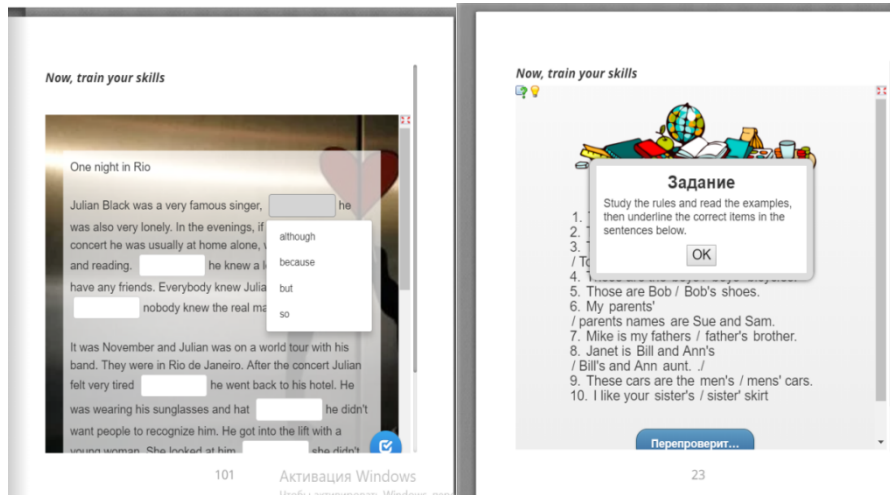 Now, train your skills
One night in Rio
Julian Black was a very famous singer, he
was also very lonely. In the evenings, if
concert he was usually at home alone,
and reading. he knew a
have any friends. Everybody knew
nobody knew the real
although
because
but
so
It was November and Julian was on a world tour with his
band. They were in Rio de Janeiro. After the concert Julian
felt very tired he went back to his hotel. He
was wearing his sunglasses and hat he didn't
want people to recognize him. He got into the lift with a
young woman. She looked at him she didn't
101
Активация Windows
Now, train your skills
Задание
Study the rules and read the examples,
then underline the correct items in the
sentences below.
OK
1.
2.
3.
4.
5. Those are Bob / Bob's shoes.
6. My parents'
/ parents names are Sue and Sam.
7. Mike is my fathers / father's brother.
8. Janet is Bill and Ann's
/ Bill's and Ann aunt. ./
9. These cars are the men's / mens' cars.
10. I like your sister's / sister' skirt
Перепроверит...
23